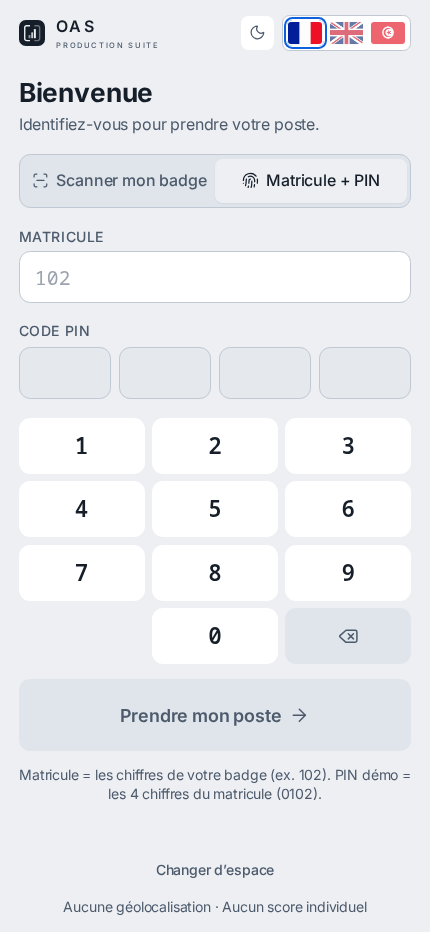 OAS
PRODUCTION SUITE
Bienvenue
Identifiez-vous pour prendre votre poste.
Scanner mon badge
Matricule + PIN
MATRICULE
102
CODE PIN
1 2 3
4 5 6
7 8 9
0
Prendre mon poste →
Matricule = les chiffres de votre badge (ex. 102). PIN démo =
les 4 chiffres du matricule (0102).
Changer d’espace
Aucune géolocalisation · Aucun score individuel